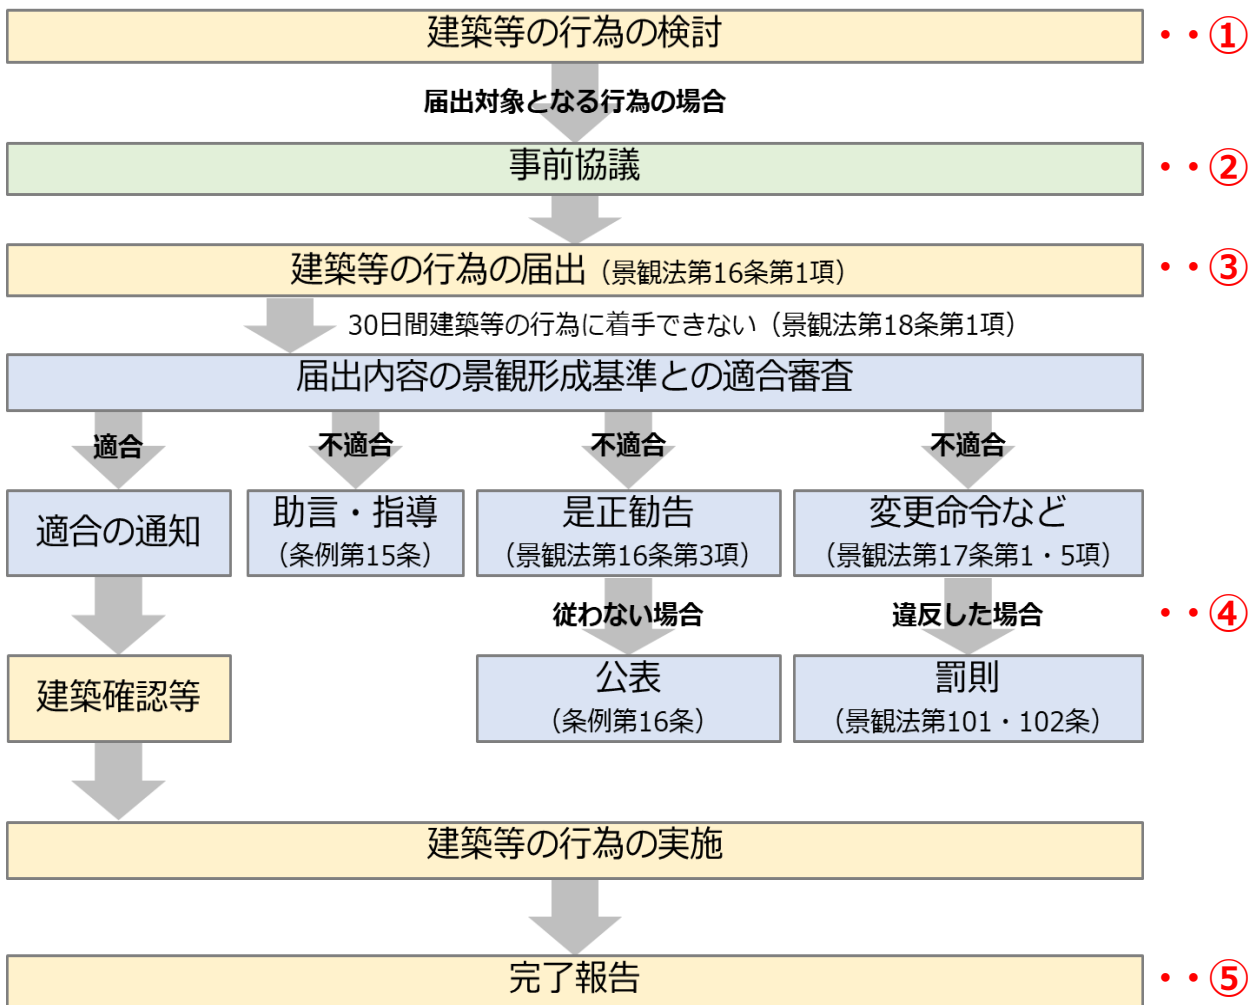 建築等の行為の検討 ・・①
届出対象となる行為の場合
事前協議 ・・②
建築等の行為の届出（景観法第16条第1項） ・・③
30日間建築等の行為に着手できない（景観法第18条第1項）
届出内容の景観形成基準との適合審査
適合 不適合 不適合 不適合
適合の通知
助言・指導
（条例第15条）
是正勧告
（景観法第16条第3項）
変更命令など
（景観法第17条第1・5項）
従わない場合 違反した場合 ・・④
建築確認等
公表
（条例第16条）
罰則
（景観法第101・102条）
建築等の行為の実施
完了報告 ・・⑤